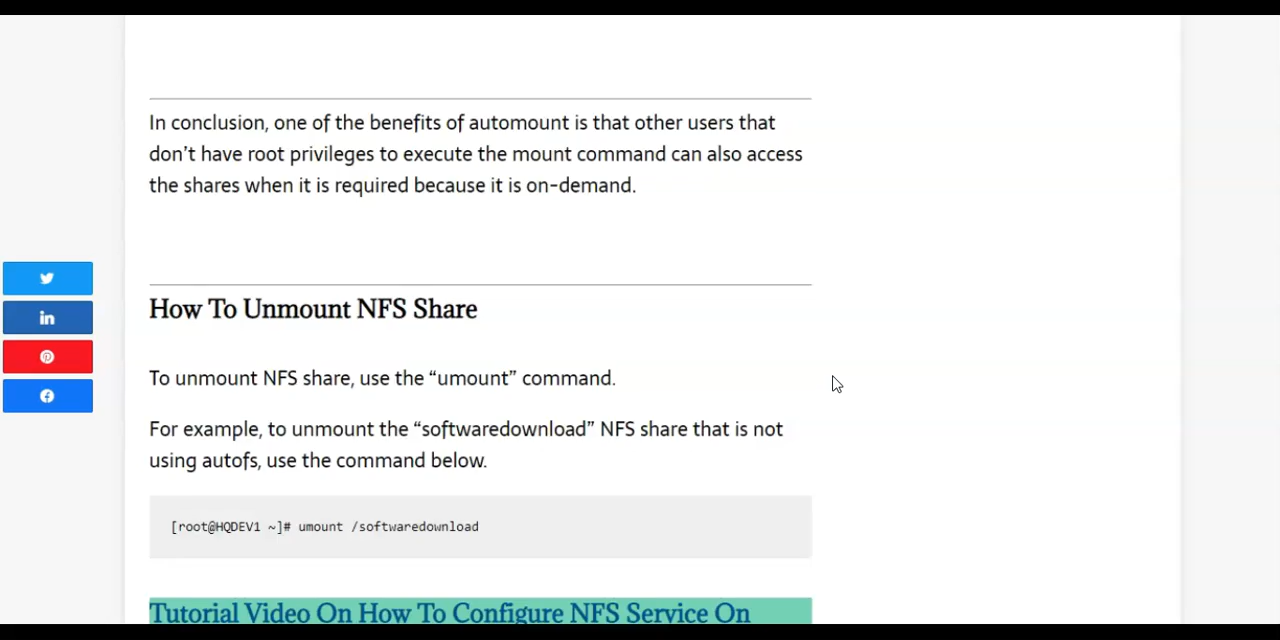 In conclusion, one of the benefits of automount is that other users that
don’t have root privileges to execute the mount command can also access
the shares when it is required because it is on-demand.
How To Unmount NFS Share
in
To unmount NFS share, use the “umount” command.
For example, to unmount the “softwaredownload” NFS share that is not
using autofs, use the command below.
[root@HQDEV1 ~]# umount /softwaredownload
Tutorial Video On How To Configure NFS Service On